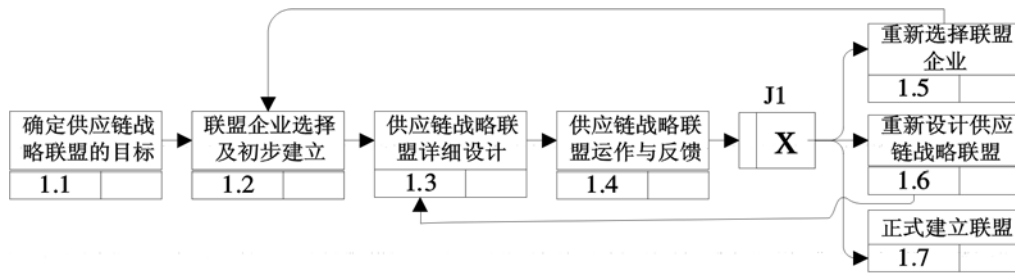 确定供应链战
略联盟的目标
1.1
联盟企业选择
及初步建立
1.2
供应链战略联
盟详细设计
1.3
供应链战略联
盟运作与反馈
1.4
J1
X
重新选择联盟
企业
1.5
重新设计供应
链战略联盟
1.6
正式建立联盟
1.7